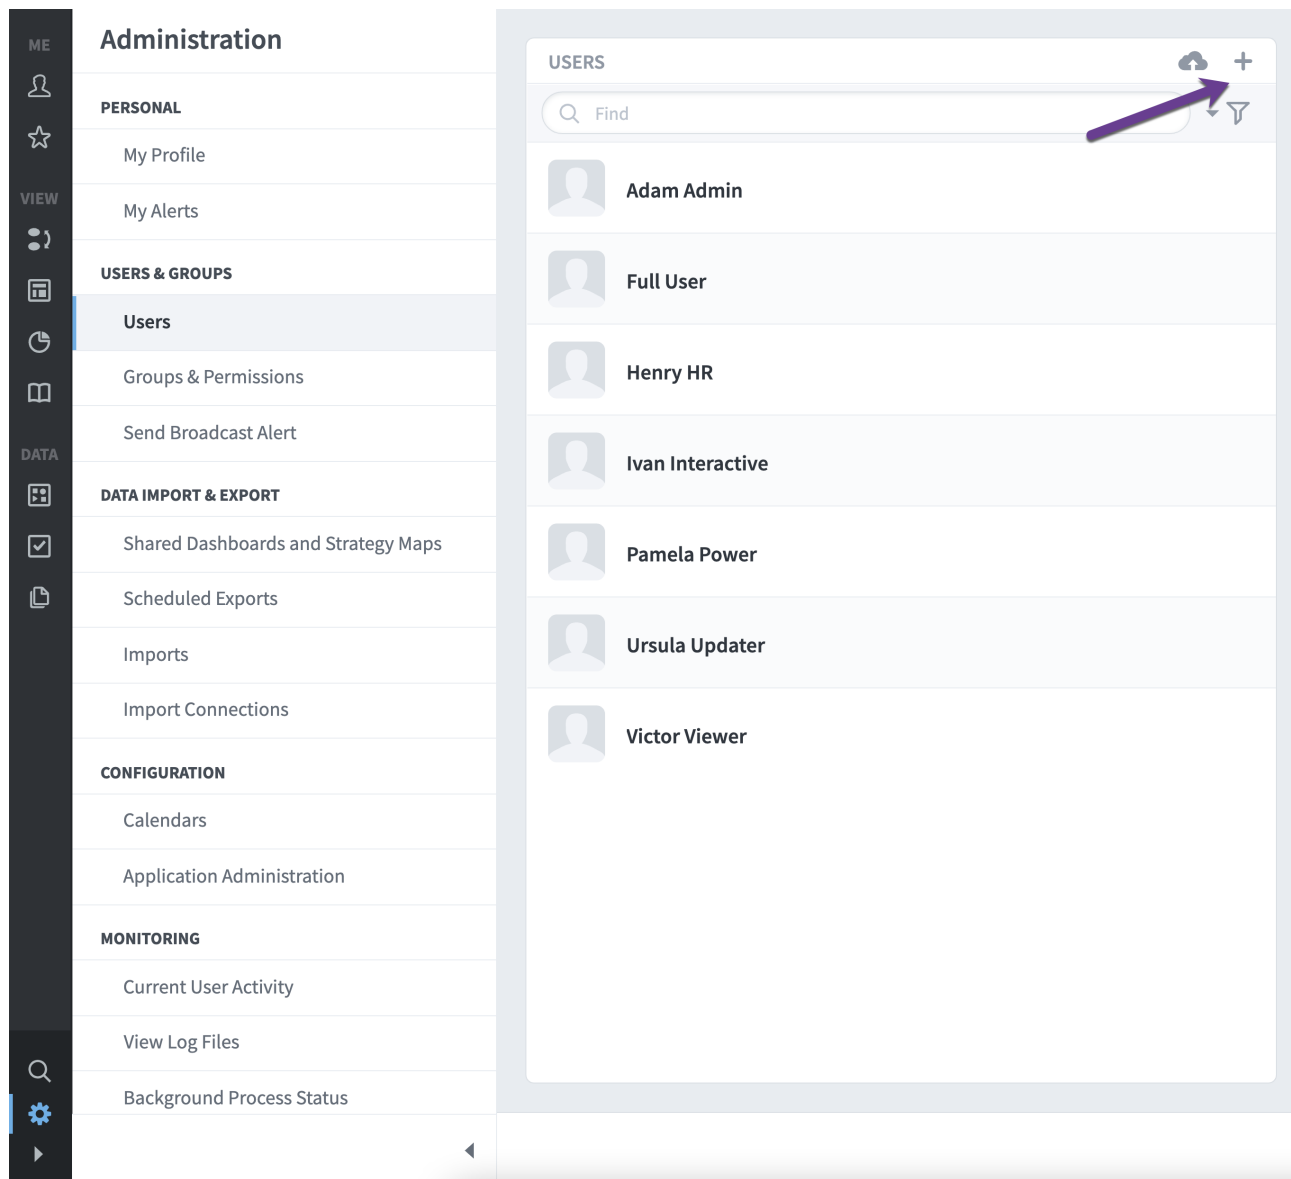 ME
VIEW
DATA
Administration
PERSONAL
My Profile
My Alerts
USERS & GROUPS
Users
Groups & Permissions
Send Broadcast Alert
DATA IMPORT & EXPORT
Shared Dashboards and Strategy Maps
Scheduled Exports
Imports
Import Connections
CONFIGURATION
Calendars
Application Administration
MONITORING
Current User Activity
View Log Files
Background Process Status
USERS
Find
Adam Admin
Full User
Henry HR
Ivan Interactive
Pamela Power
Ursula Updater
Victor Viewer